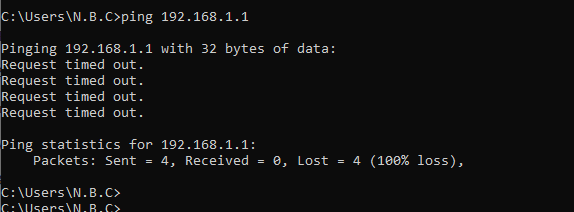 C:\Users\N.B.C>ping 192.168.1.1
Pinging 192.168.1.1 with 32 bytes of data:
Request timed out.
Request timed out.
Request timed out.
Request timed out.
Ping statistics for 192.168.1.1:
    Packets: Sent = 4, Received = 0, Lost = 4 (100% loss),
C:\Users\N.B.C>
C:\Users\N.B.C>